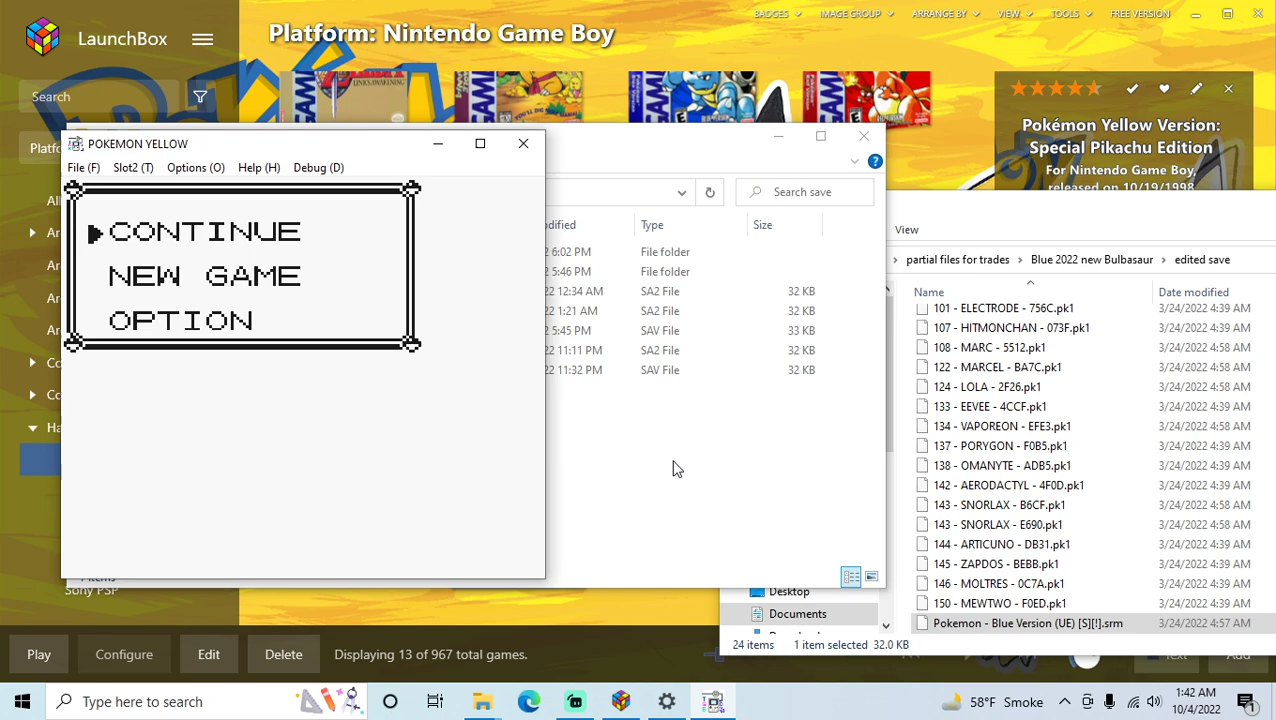 BADGES
IMAGE GROUP
ARRANGE BY
VIEW
TOOLS
FREE VERSION
LaunchBox
Platform: Nintendo Game Boy
Search
Pokémon Yellow Version:
Special Pikachu Edition
For Nintendo Game Boy,
released on 10/19/1998
POKEMON YELLOW
File (F)
Slot2 (T)
Options (O)
Help (H)
Debug (D)
CONTINUE
NEW GAME
OPTION
Search save
Type
Size
6:02 PM File folder
5:46 PM File folder
12:34 AM SA2 File 32 KB
1:21 AM SA2 File 32 KB
5:45 PM SAV File 33 KB
11:11 PM SA2 File 32 KB
11:32 PM SAV File 32 KB
View
partial files for trades > Blue 2022 new Bulbasaur > edited save
Name Date modified
101 - ELECTRODE - 756C.pk1 3/24/2022 4:39 AM
107 - HITMONCHAN - 073F.pk1 3/24/2022 4:39 AM
108 - MARC - 5512.pk1 3/24/2022 4:58 AM
122 - MARCEL - BA7C.pk1 3/24/2022 4:58 AM
124 - LOLA - 2F26.pk1 3/24/2022 4:58 AM
133 - EEVEE - 4CCF.pk1 3/24/2022 4:39 AM
134 - VAPOREON - EFE3.pk1 3/24/2022 4:39 AM
137 - PORYGON - F0B5.pk1 3/24/2022 4:39 AM
138 - OMANYTE - ADB5.pk1 3/24/2022 4:39 AM
142 - AERODACTYL - 4F0D.pk1 3/24/2022 4:39 AM
143 - SNORLAX - B6CF.pk1 3/24/2022 4:58 AM
143 - SNORLAX - E690.pk1 3/24/2022 4:39 AM
144 - ARTICUNO - DB31.pk1 3/24/2022 4:39 AM
145 - ZAPDOS - BEBB.pk1 3/24/2022 4:39 AM
146 - MOLTRES - 0C7A.pk1 3/24/2022 4:39 AM
150 - MEWTWO - F0ED.pk1 3/24/2022 4:39 AM
Pokemon - Blue Version (UE) [S][!].srm 3/24/2022 4:57 AM
Desktop
Documents
24 items 1 item selected 32.0 KB
Sony PSP
Play
Configure
Edit
Delete
Displaying 13 of 967 total games.
Type here to search
58°F Smoke
1:42 AM
10/4/2022